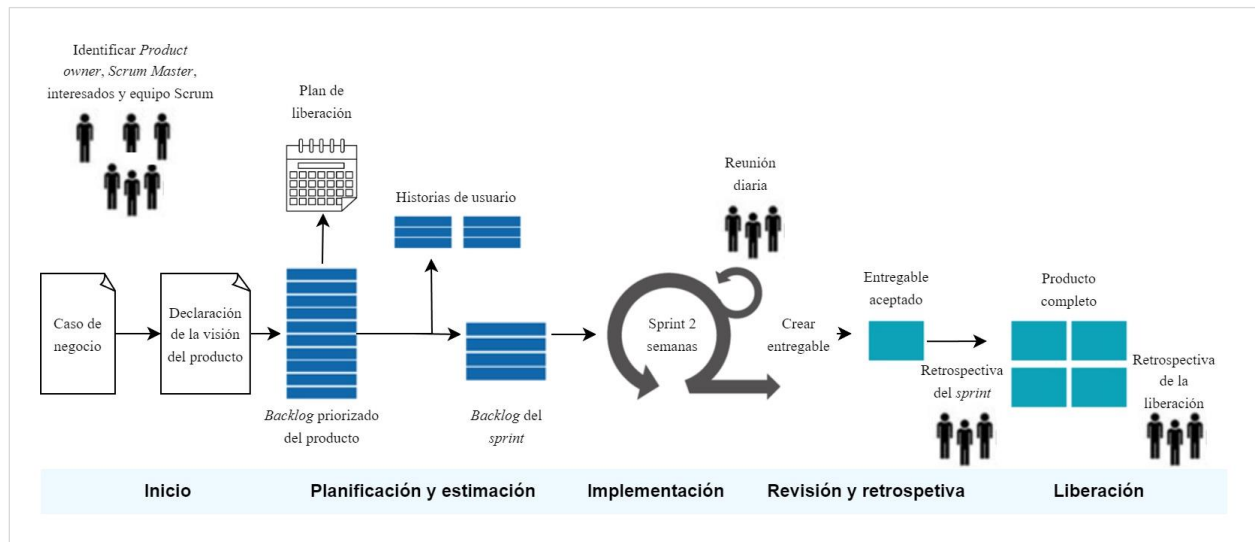 Identificar Product
owner, Scrum Master,
interesados y equipo Scrum
Plan de
liberación
Historias de usuario
Reunión
diaria
Caso de
negocio
Declaración
de la visión
del producto
Backlog priorizado
del producto
Backlog del
sprint
Sprint 2
semanas
Crear
entregable
Entregable
aceptado
Retrospectiva
del sprint
Producto
completo
Retrospectiva
de la
liberación
Inicio
Planificación y estimación
Implementación
Revisión y retrospetiva
Liberación